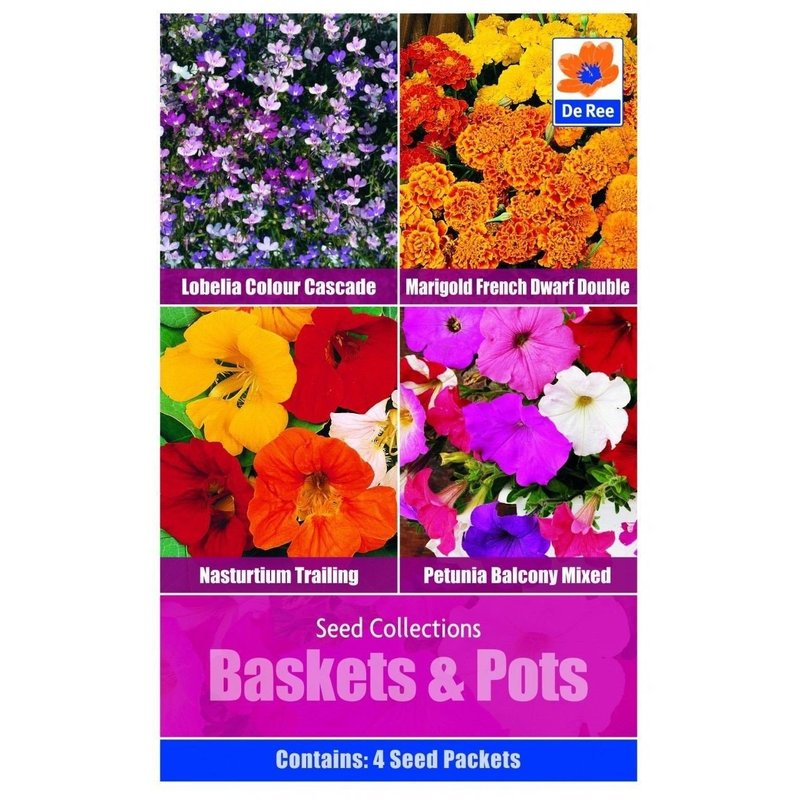 De Ree
Lobelia Colour Cascade
Marigold French Dwarf Double
Nasturtium Trailing
Petunia Balcony Mixed
Seed Collections
Baskets & Pots
Contains: 4 Seed Packets